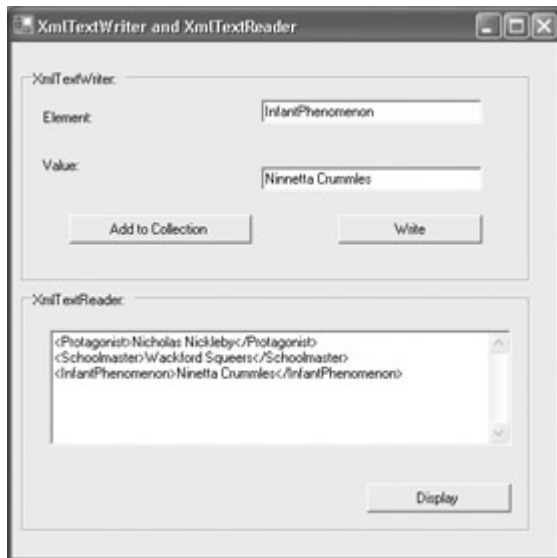 XmlTextWriter and XmlTextReader
XmlTextWriter:
Element:
InfantPhenomenon
Value:
Ninnetta Crummles
Add to Collection
Write
XmlTextReader:
<Protagonist>Nicholas Nickleby</Protagonist>
<Schoolmaster>Wackford Squeers</Schoolmaster>
<InfantPhenomenon>Ninetta Crummles</InfantPhenomenon>
Display